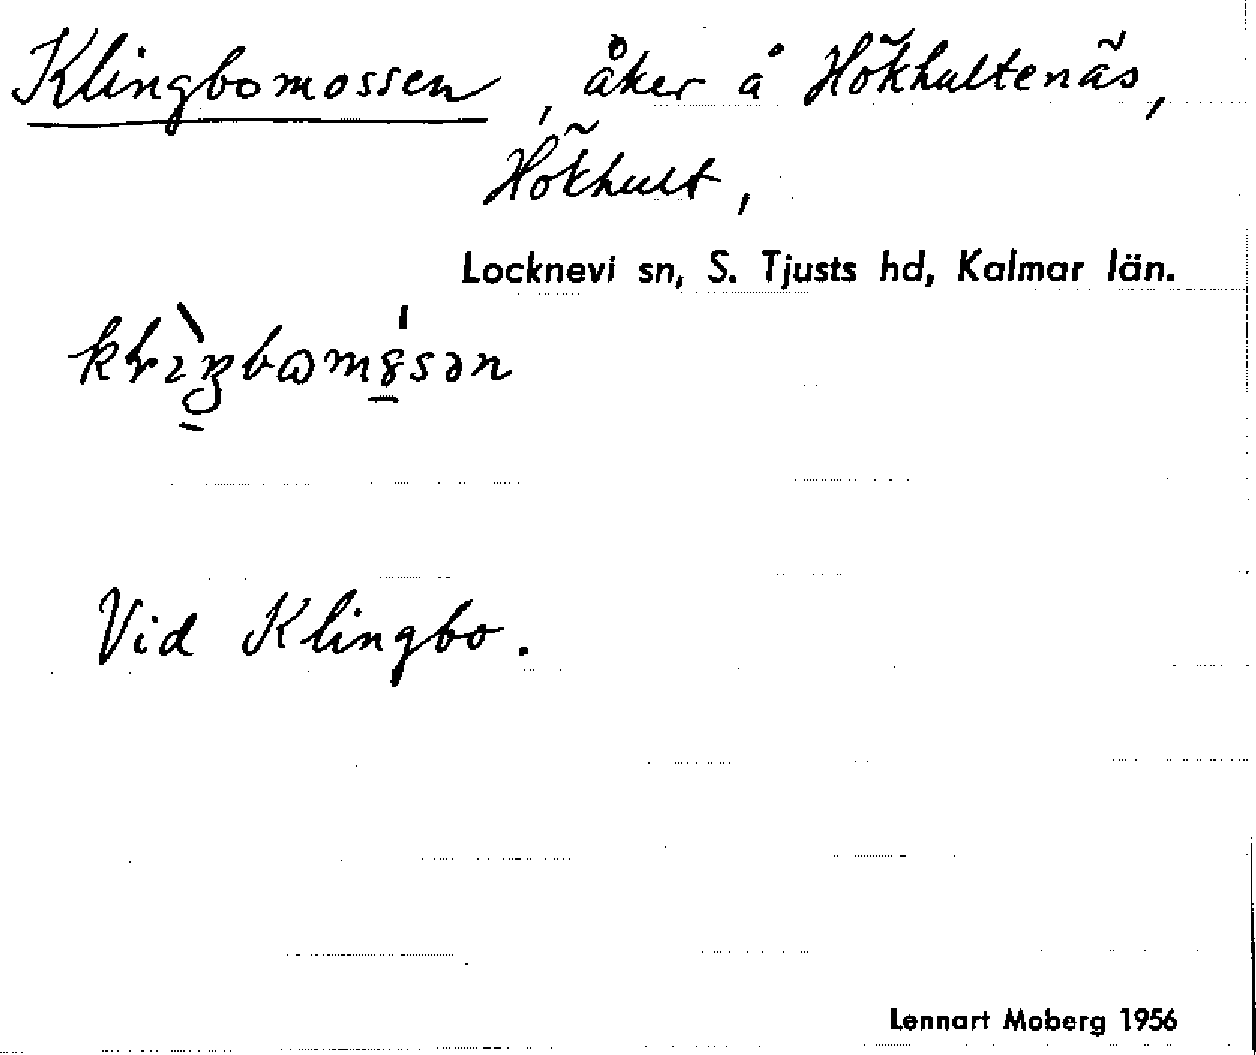 Klingbomossen, åker å Hökhultenäs,
Hökhult,
Locknevi sn, S. Tjusts hd, Kalmar län.
Vid Klingbo.
Lennart Moberg 1956